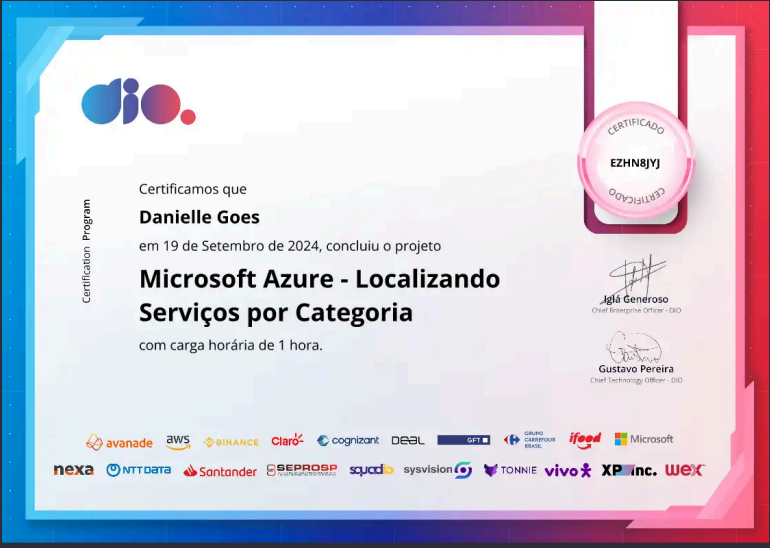 dio.
CERTIFICADO
EZHN8JYJ
CERTIFICADO
Certification Program
Certificamos que
Danielle Goes
em 19 de Setembro de 2024, concluiu o projeto
Microsoft Azure - Localizando
Serviços por Categoria
com carga horária de 1 hora.
Iglá Generoso
Chief Enterprise Officer - DIO
Gustavo Pereira
Chief Technology Officer - DIO
avanade aws BINANCE Claro cognizant DEAL GFT GRUPO CARREFOUR BRASIL ifood Microsoft
nexa NTT DATA Santander SEPROSP squadio sysvision TONNIE vivo XP inc. wex